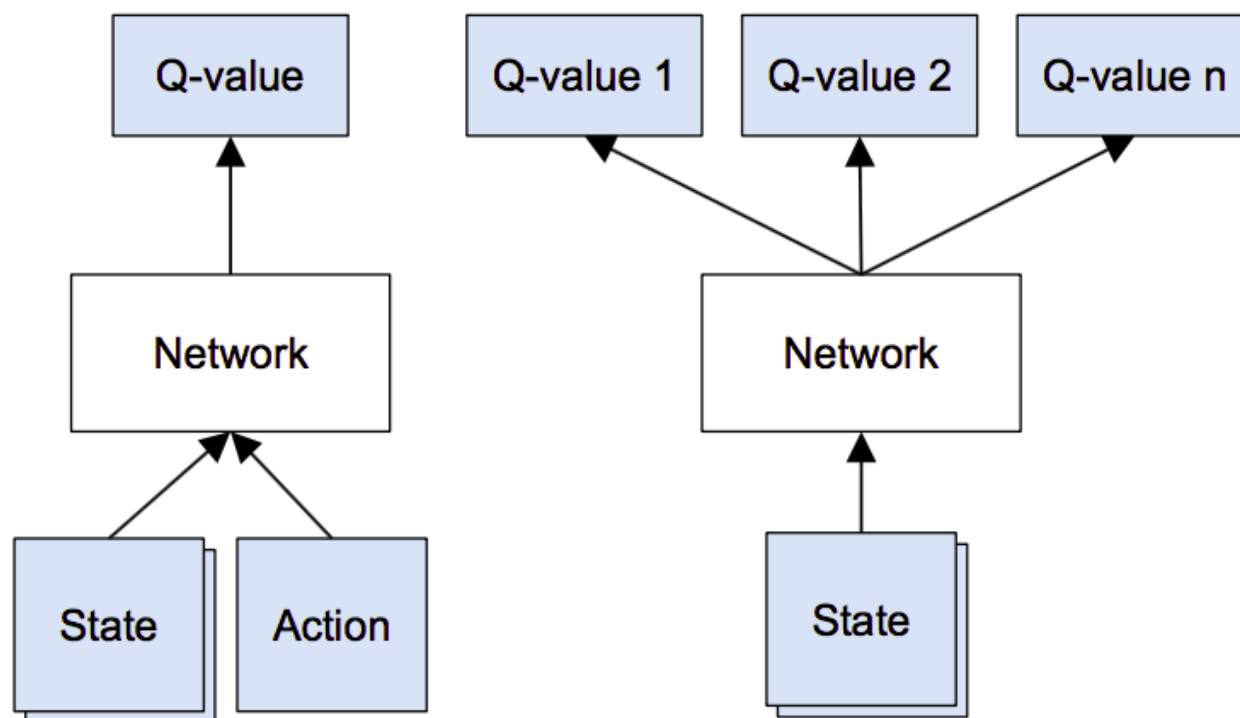 Q-value
Q-value 1
Q-value 2
Q-value n
Network
Network
State
Action
State